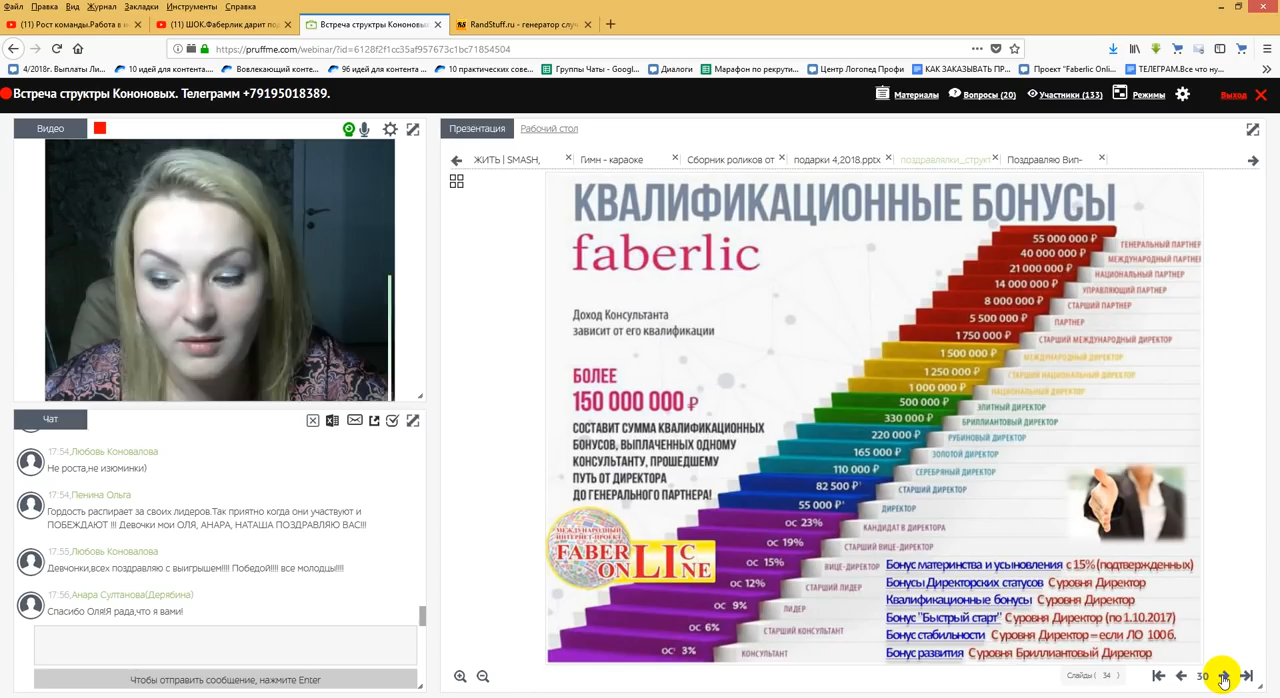 Файл Правка Вид Журнал Закладки Инструменты Справка
(11) Рост команды.Работа в и
(11) ШОК.Фаберлик дарит по
Встреча структры Кононовых.
RandStuff.ru - генератор случ
https://pruffme.com/webinar/?id=6128f2f1cc35af957673c1bc71854504
4/2018г. Выплаты Ли...
10 идей для контента...
Вовлекающий конте...
96 идей для контента ...
10 практических сове...
Группы Чаты - Googl...
Диалоги
Марафон по рекрути...
Центр Логопед Профи
КАК ЗАКАЗЫВАТЬ ПР...
Проект "Faberlic Onli...
ТЕЛЕГРАМ.Все что ну...
Встреча структры Кононовых. Телеграмм +79195018389.
Материалы
Вопросы (20)
Участники (133)
Режимы
Выход
Видео
Презентация
Рабочий стол
ЖИТЬ | SMASH,
Гимн - караоке
Сборник роликов от
подарки 4,2018.pptx
поздравлялки_структ
Поздравляю Вип-
КВАЛИФИКАЦИОННЫЕ БОНУСЫ
faberlic
Доход Консультанта
зависит от его квалификации
БОЛЕЕ
150 000 000 ₽
СОСТАВИТ СУММА КВАЛИФИКАЦИОННЫХ
БОНУСОВ, ВЫПЛАЧЕННЫХ ОДНОМУ
КОНСУЛЬТАНТУ, ПРОШЕДШЕМУ
ПУТЬ ОТ ДИРЕКТОРА
ДО ГЕНЕРАЛЬНОГО ПАРТНЕРА!
55 000 000 ₽ ГЕНЕРАЛЬНЫЙ ПАРТНЕР
40 000 000 ₽ МЕЖДУНАРОДНЫЙ ПАРТНЕР
21 000 000 ₽ НАЦИОНАЛЬНЫЙ ПАРТНЕР
14 000 000 ₽ УПРАВЛЯЮЩИЙ ПАРТНЕР
8 000 000 ₽ СТАРШИЙ ПАРТНЕР
5 500 000 ₽ ПАРТНЕР
1 750 000 ₽ СТАРШИЙ МЕЖДУНАРОДНЫЙ ДИРЕКТОР
1 500 000 ₽ МЕЖДУНАРОДНЫЙ ДИРЕКТОР
1 250 000 ₽ СТАРШИЙ НАЦИОНАЛЬНЫЙ ДИРЕКТОР
1 000 000 ₽ НАЦИОНАЛЬНЫЙ ДИРЕКТОР
500 000 ₽ ЭЛИТНЫЙ ДИРЕКТОР
330 000 ₽ БРИЛЛИАНТОВЫЙ ДИРЕКТОР
220 000 ₽ РУБИНОВЫЙ ДИРЕКТОР
165 000 ₽ ЗОЛОТОЙ ДИРЕКТОР
110 000 ₽ СЕРЕБРЯНЫЙ ДИРЕКТОР
82 500 ₽ СТАРШИЙ ДИРЕКТОР
55 000 ₽ ДИРЕКТОР
ОС 23% КАНДИДАТ В ДИРЕКТОРА
ОС 19% СТАРШИЙ ВИЦЕ-ДИРЕКТОР
ОС 15% ВИЦЕ-ДИРЕКТОР
ОС 12% СТАРШИЙ ЛИДЕР
ОС 9% ЛИДЕР
ОС 6% СТАРШИЙ КОНСУЛЬТАНТ
ОС 3% КОНСУЛЬТАНТ
МЕЖДУНАРОДНЫЙ
ИНТЕРНЕТ-ПРОЕКТ
FABERLIC
ONLINE
Бонус материнства и усыновления с 15% (подтвержденных)
Бонусы Директорских статусов С уровня Директор
Квалификационные бонусы С уровня Директор
Бонус "Быстрый старт" С уровня Директор (по 1.10.2017)
Бонус стабильности С уровня Директор – если ЛО 100 б.
Бонус развития С уровня Бриллиантовый Директор
Слайды ( 34 )
30
Чат
17:54,Любовь Коновалова
Не роста,не изюминки)
17:54,Пенина Ольга
Гордость распирает за своих лидеров.Так приятно когда они участвуют и
ПОБЕЖДАЮТ !!! Девочки мои ОЛЯ, АНАРА, НАТАША ПОЗДРАВЛЯЮ ВАС!!!
17:55,Любовь Коновалова
Девчонки,всех поздравляю с выигрышем!!!! Победой!!!! все молодцы!!!!
17:56,Анара Султанова(Дерябина)
Спасибо Оля!Я рада,что я вами!
Чтобы отправить сообщение, нажмите Enter